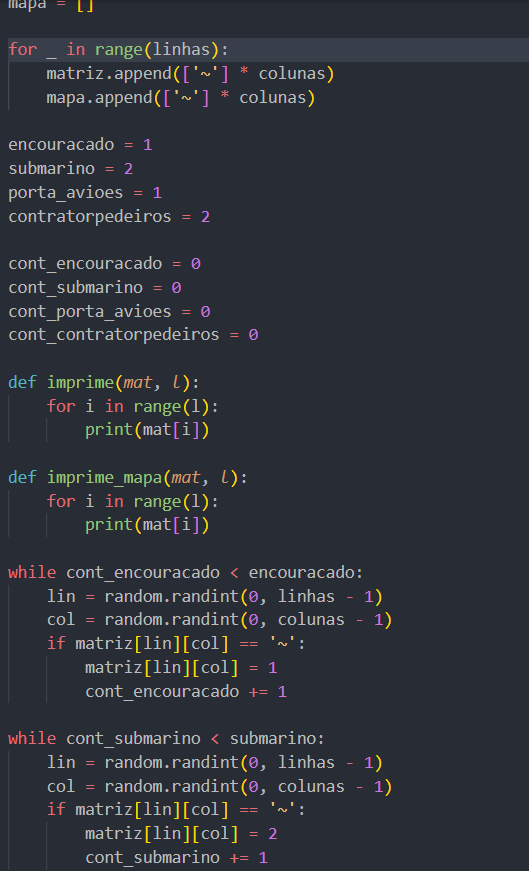 mapa = []
for _ in range(linhas):
    matriz.append(['~'] * colunas)
    mapa.append(['~'] * colunas)
encouracado = 1
submarino = 2
porta_avioes = 1
contratorpedeiros = 2
cont_encouracado = 0
cont_submarino = 0
cont_porta_avioes = 0
cont_contratorpedeiros = 0
def imprime(mat, l):
    for i in range(l):
        print(mat[i])
def imprime_mapa(mat, l):
    for i in range(l):
        print(mat[i])
while cont_encouracado < encouracado:
    lin = random.randint(0, linhas - 1)
    col = random.randint(0, colunas - 1)
    if matriz[lin][col] == '~':
        matriz[lin][col] = 1
        cont_encouracado += 1
while cont_submarino < submarino:
    lin = random.randint(0, linhas - 1)
    col = random.randint(0, colunas - 1)
    if matriz[lin][col] == '~':
        matriz[lin][col] = 2
        cont_submarino += 1